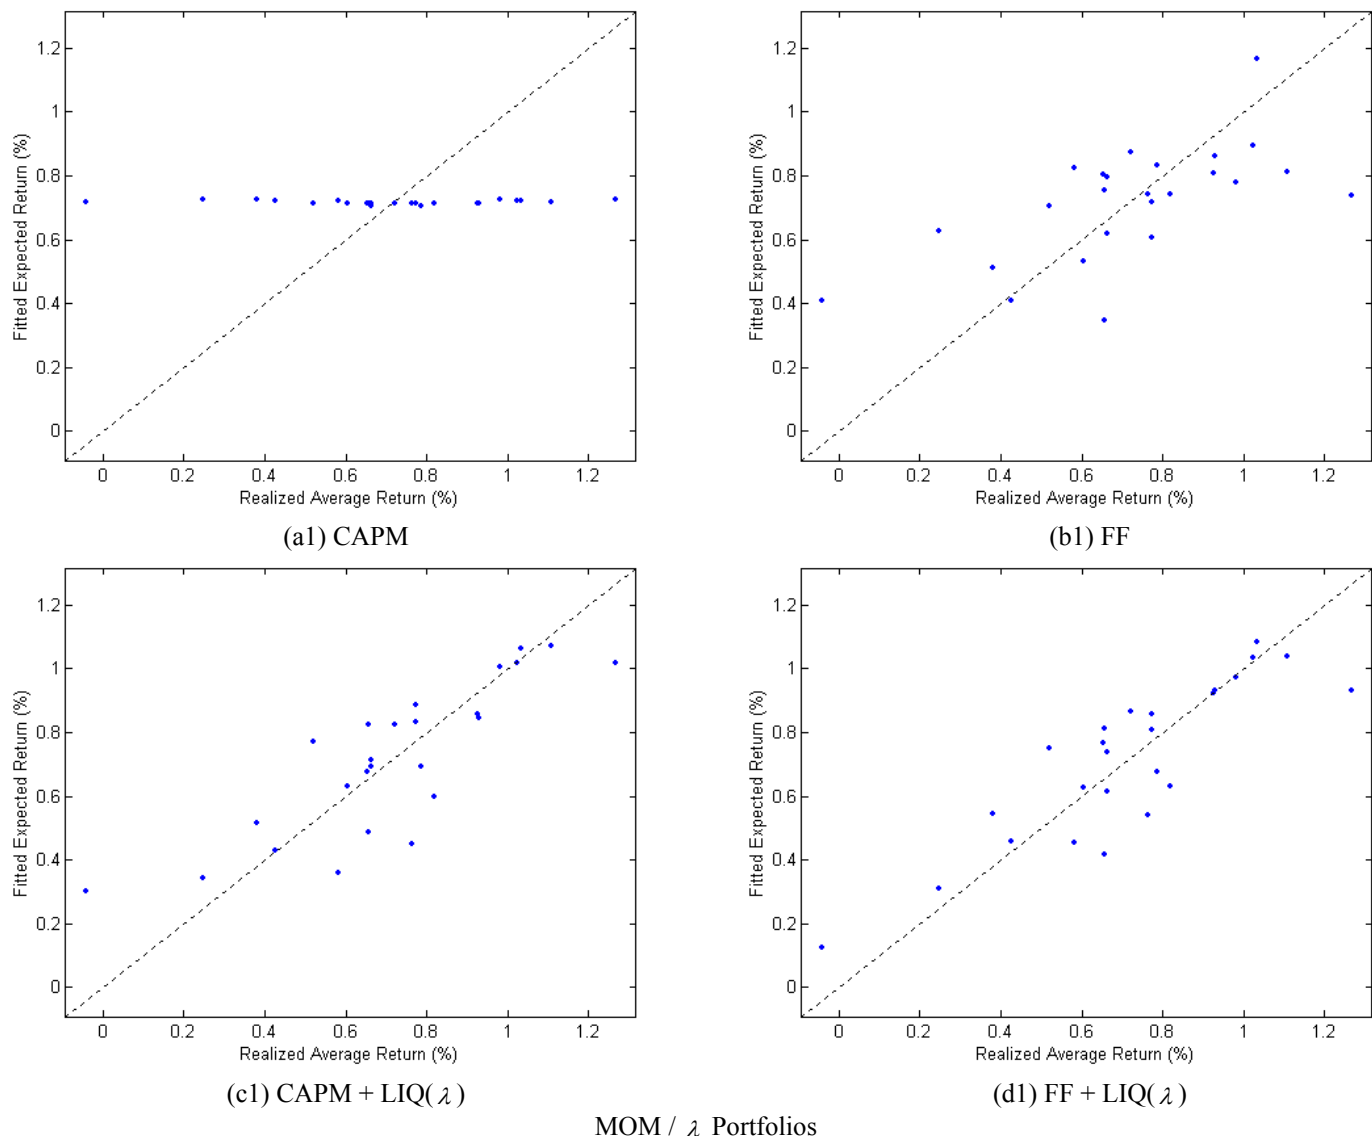 1.2
1
0.8
0.6
0.4
0.2
0
Fitted Expected Return (%)
0 0.2 0.4 0.6 0.8 1 1.2
Realized Average Return (%)
(a1) CAPM
1.2
1
0.8
0.6
0.4
0.2
0
Fitted Expected Return (%)
0 0.2 0.4 0.6 0.8 1 1.2
Realized Average Return (%)
(b1) FF
1.2
1
0.8
0.6
0.4
0.2
0
Fitted Expected Return (%)
0 0.2 0.4 0.6 0.8 1 1.2
Realized Average Return (%)
(c1) CAPM + LIQ(λ)
1.2
1
0.8
0.6
0.4
0.2
0
Fitted Expected Return (%)
0 0.2 0.4 0.6 0.8 1 1.2
Realized Average Return (%)
(d1) FF + LIQ(λ)
MOM / λ Portfolios